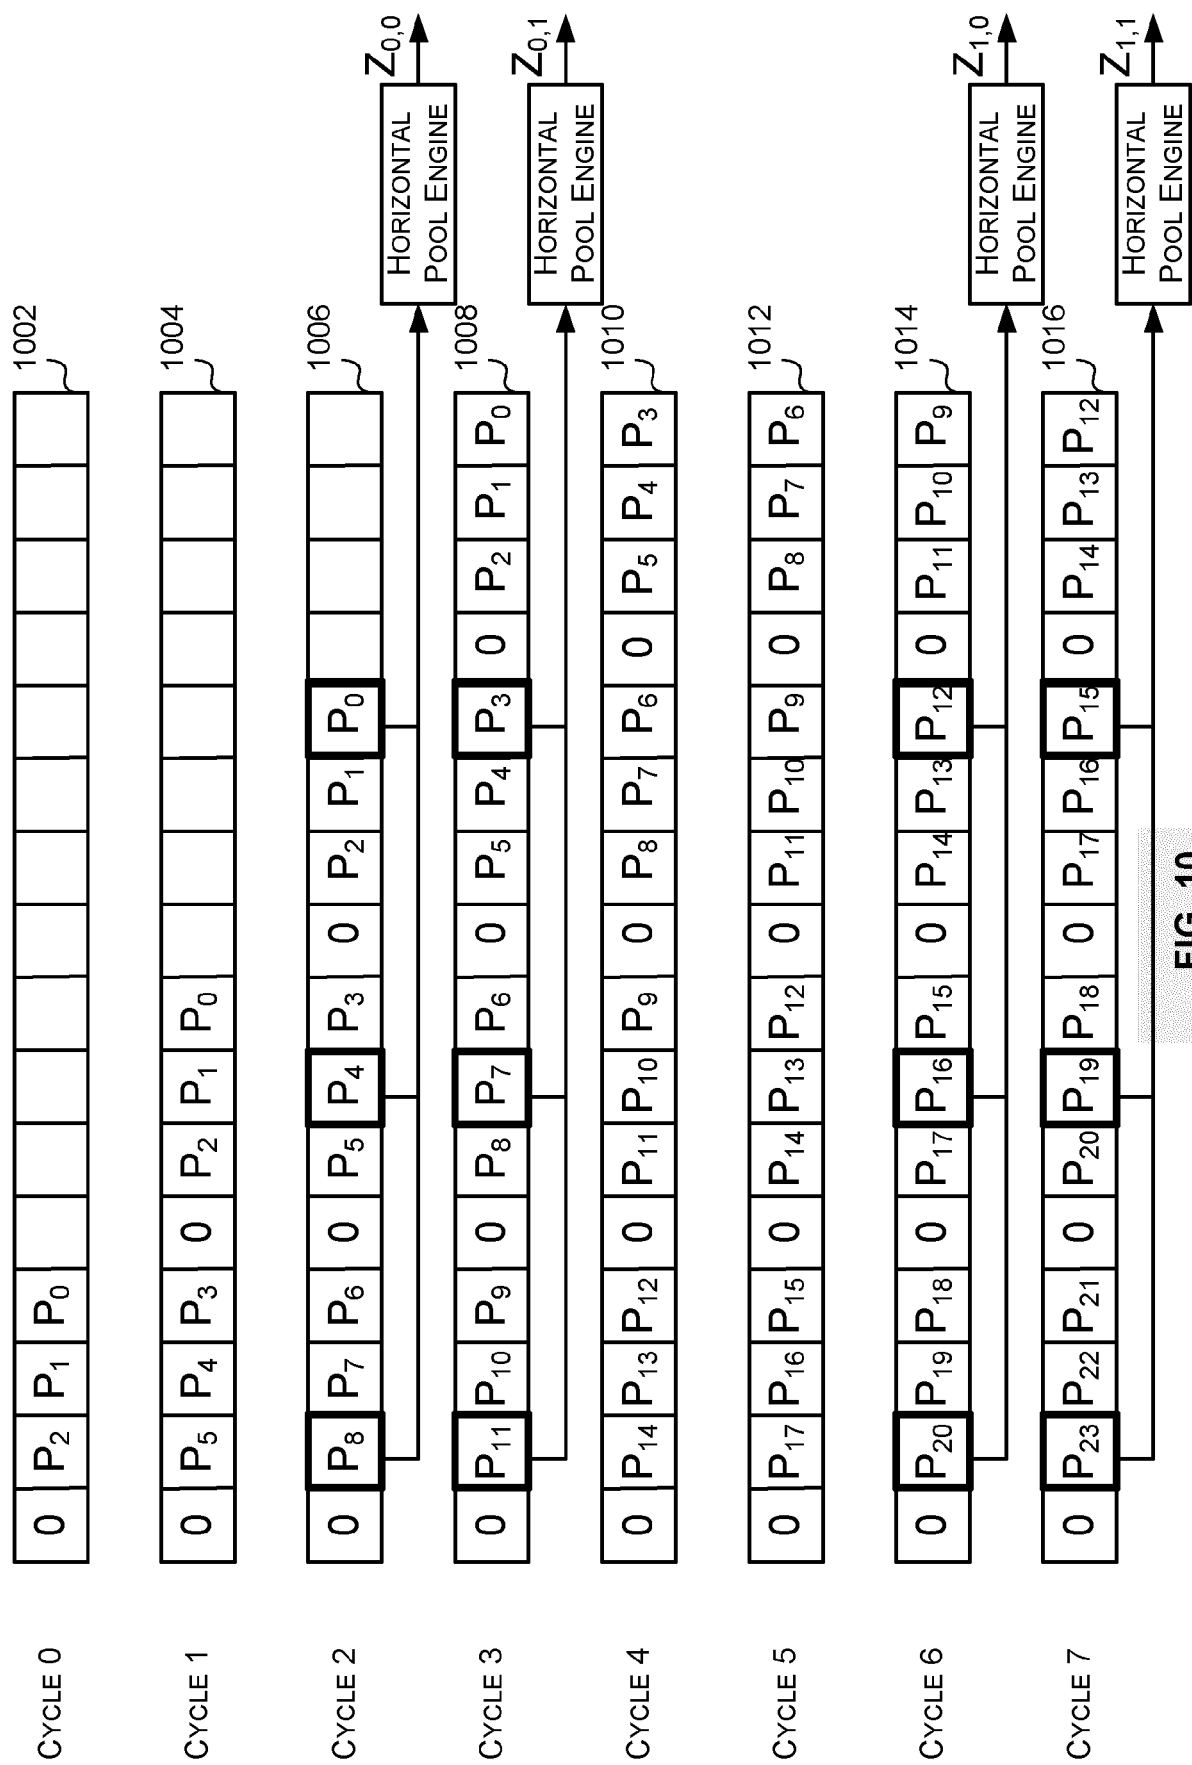 1002
CYCLE 0 0 P2 P1 P0
1004
CYCLE 1 0 P5 P4 P3 0 P2 P1 P0
1006
CYCLE 2 0 P8 P7 P6 0 P5 P4 P3 0 P2 P1 P0
HORIZONTAL
POOL ENGINE
Z0,0
1008
CYCLE 3 0 P11 P10 P9 0 P8 P7 P6 0 P5 P4 P3 0 P2 P1 P0
HORIZONTAL
POOL ENGINE
Z0,1
1010
CYCLE 4 0 P14 P13 P12 0 P11 P10 P9 0 P8 P7 P6 0 P5 P4 P3
1012
CYCLE 5 0 P17 P16 P15 0 P14 P13 P12 0 P11 P10 P9 0 P8 P7 P6
1014
CYCLE 6 0 P20 P19 P18 0 P17 P16 P15 0 P14 P13 P12 0 P11 P10 P9
HORIZONTAL
POOL ENGINE
Z1,0
1016
CYCLE 7 0 P23 P22 P21 0 P20 P19 P18 0 P17 P16 P15 0 P14 P13 P12
HORIZONTAL
POOL ENGINE
Z1,1
FIG. 10